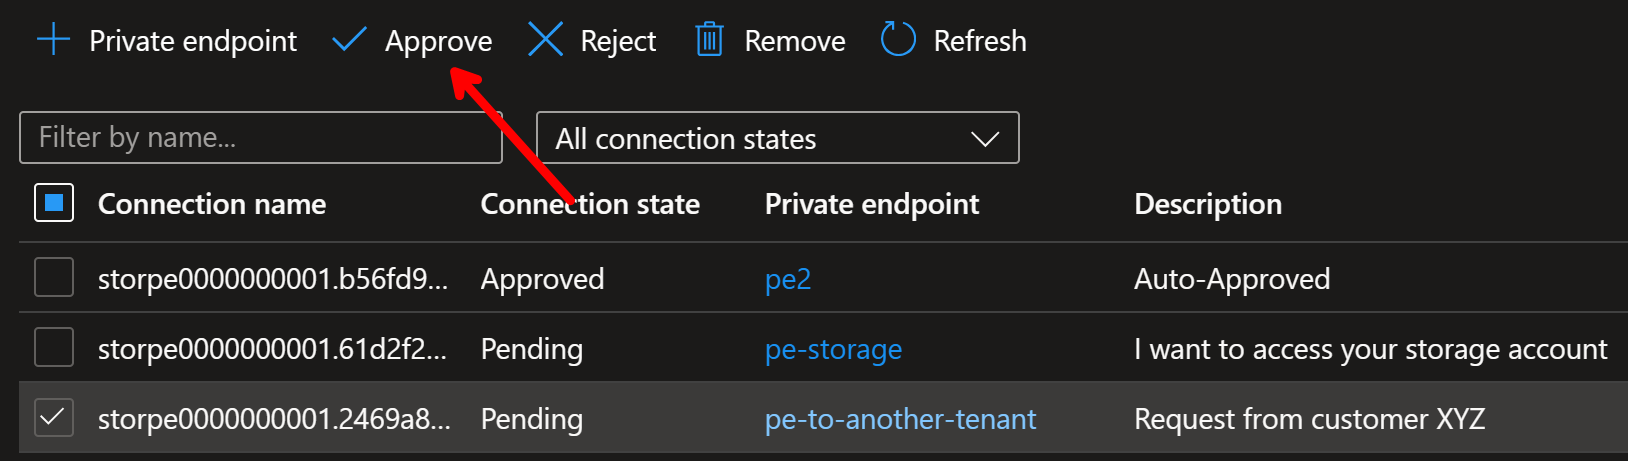 Private endpoint Approve Reject Remove Refresh
Filter by name... All connection states
Connection name Connection state Private endpoint Description
storpe0000000001.b56fd9... Approved pe2 Auto-Approved
storpe0000000001.61d2f2... Pending pe-storage I want to access your storage account
storpe0000000001.2469a8... Pending pe-to-another-tenant Request from customer XYZ